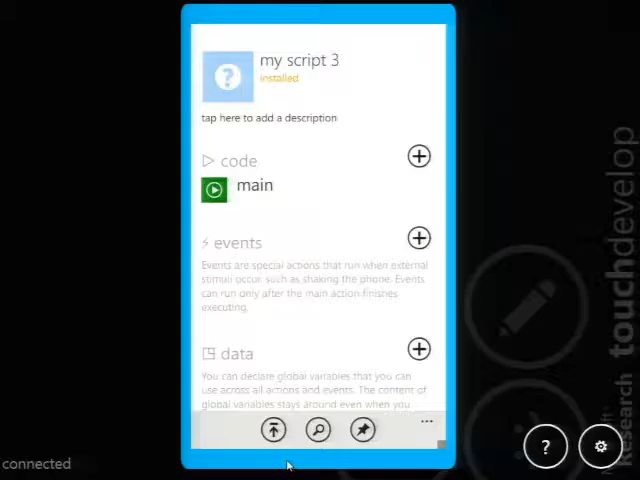 my script 3
installed
tap here to add a description
code
main
events
Events are special actions that run when external
stimuli occur, such as shaking the phone. Events
can run only after the main action finishes
executing.
data
You can declare global variables that you can
use across all actions and events. The content of
global variables stays around even when you
connected
Research touchdevelop